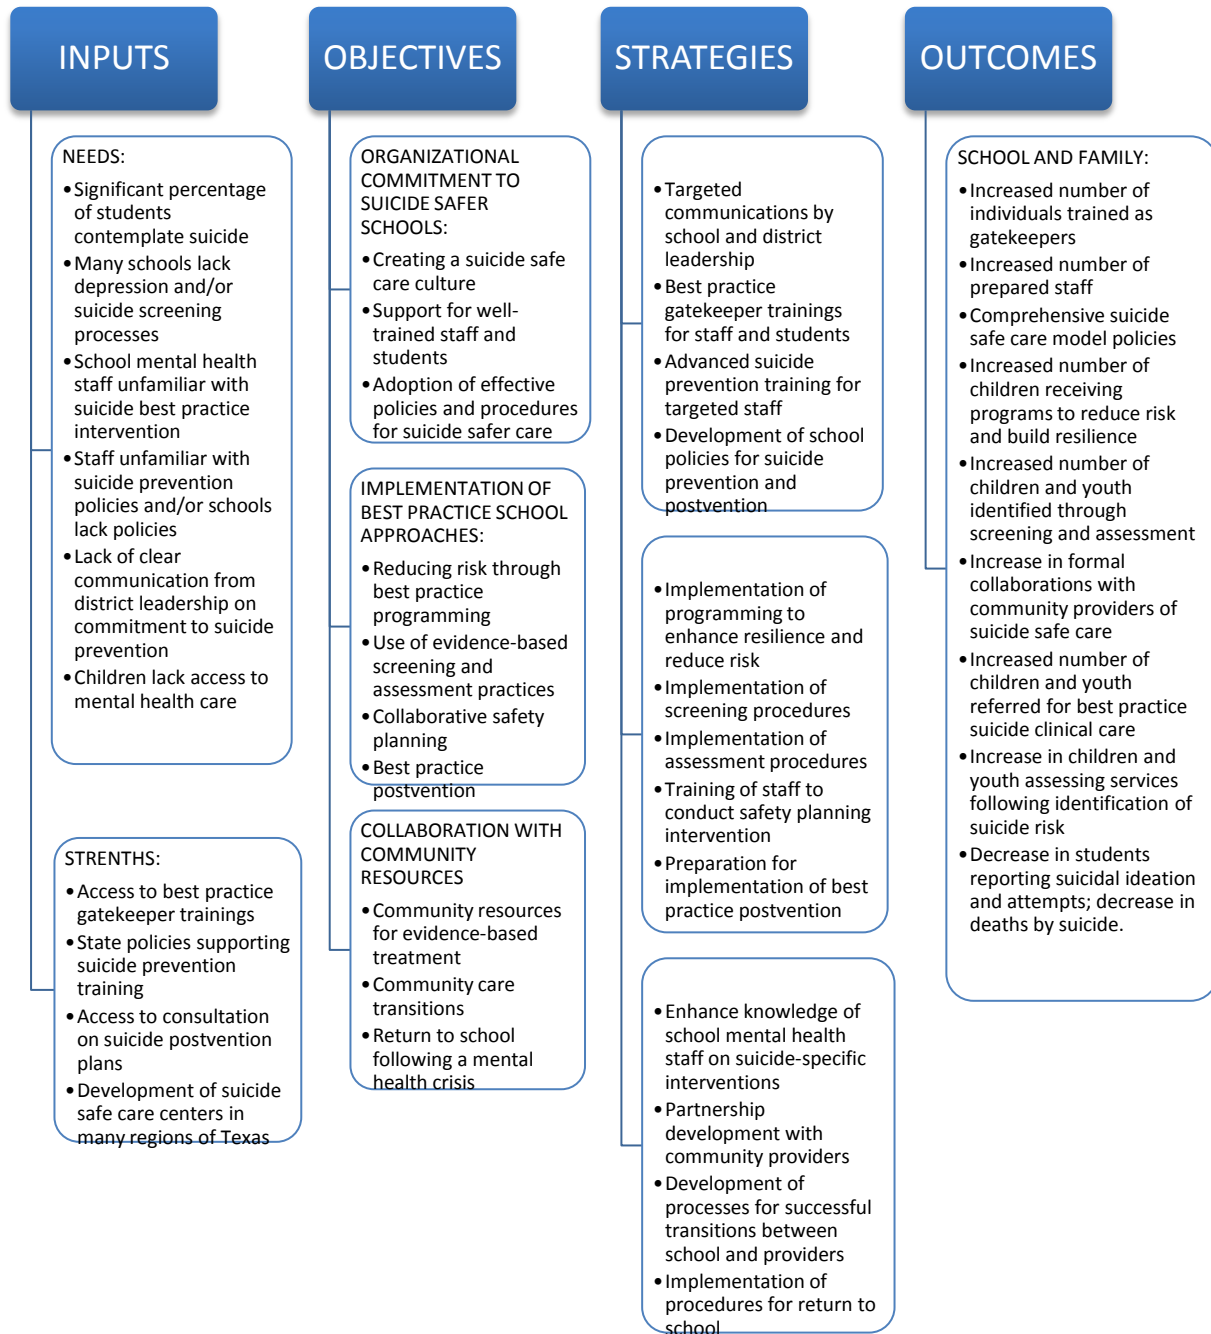 INPUTS
NEEDS:
•Significant percentage
of students
contemplate suicide
•Many schools lack
depression and/or
suicide screening
processes
•School mental health
staff unfamiliar with
suicide best practice
intervention
•Staff unfamiliar with
suicide prevention
policies and/or schools
lack policies
•Lack of clear
communication from
district leadership on
commitment to suicide
prevention
•Children lack access to
mental health care
STRENTHS:
•Access to best practice
gatekeeper trainings
•State policies supporting
suicide prevention
training
•Access to consultation
on suicide postvention
plans
•Development of suicide
safe care centers in
many regions of Texas
OBJECTIVES
ORGANIZATIONAL
COMMITMENT TO
SUICIDE SAFER
SCHOOLS:
•Creating a suicide safe
care culture
•Support for well-
trained staff and
students
•Adoption of effective
policies and procedures
for suicide safer care
IMPLEMENTATION OF
BEST PRACTICE SCHOOL
APPROACHES:
•Reducing risk through
best practice
programming
•Use of evidence-based
screening and
assessment practices
•Collaborative safety
planning
•Best practice
postvention
COLLABORATION WITH
COMMUNITY
RESOURCES
•Community resources
for evidence-based
treatment
•Community care
transitions
•Return to school
following a mental
health crisis
STRATEGIES
•Targeted
communications by
school and district
leadership
•Best practice
gatekeeper trainings
for staff and students
•Advanced suicide
prevention training for
targeted staff
•Development of school
policies for suicide
prevention and
postvention
•Implementation of
programming to
enhance resilience and
reduce risk
•Implementation of
screening procedures
•Implementation of
assessment procedures
•Training of staff to
conduct safety planning
intervention
•Preparation for
implementation of best
practice postvention
•Enhance knowledge of
school mental health
staff on suicide-specific
interventions
•Partnership
development with
community providers
•Development of
processes for successful
transitions between
school and providers
•Implementation of
procedures for return to
school
OUTCOMES
SCHOOL AND FAMILY:
•Increased number of
individuals trained as
gatekeepers
•Increased number of
prepared staff
•Comprehensive suicide
safe care model policies
•Increased number of
children receiving
programs to reduce risk
and build resilience
•Increased number of
children and youth
identified through
screening and assessment
•Increase in formal
collaborations with
community providers of
suicide safe care
•Increased number of
children and youth
referred for best practice
suicide clinical care
•Increase in children and
youth assessing services
following identification of
suicide risk
•Decrease in students
reporting suicidal ideation
and attempts; decrease in
deaths by suicide.